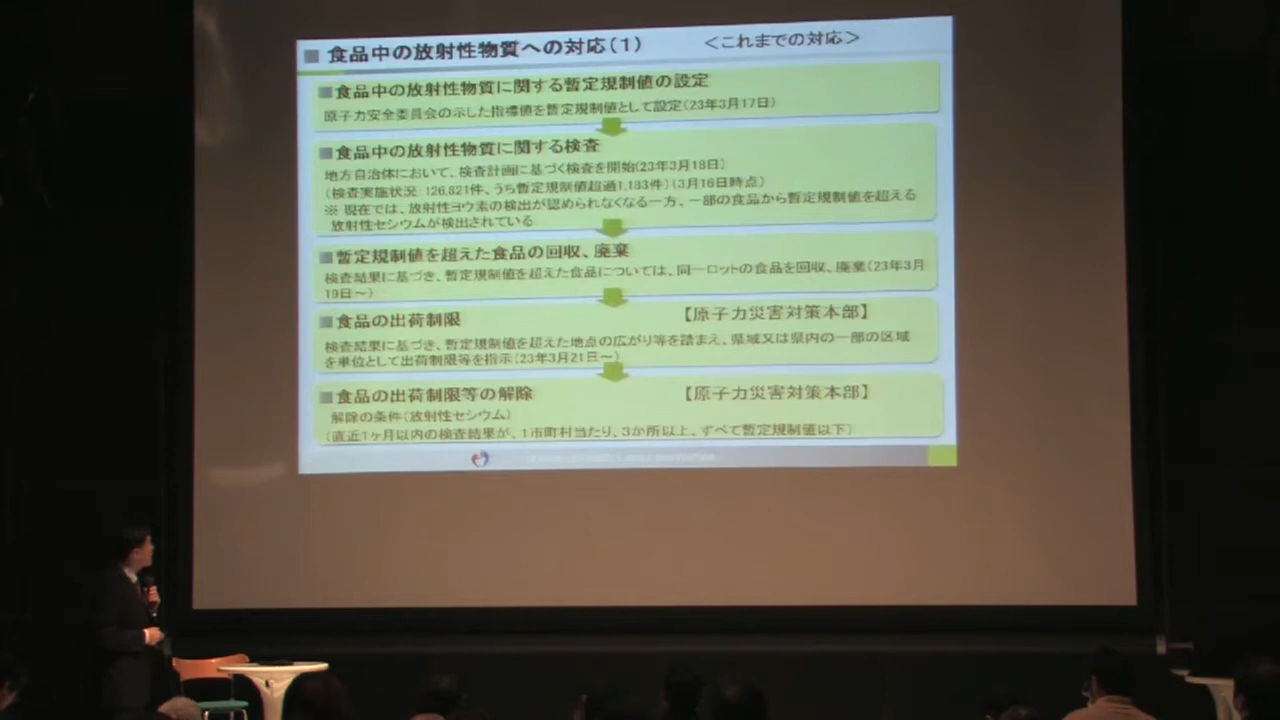 ■ 食品中の放射性物質への対応(1) <これまでの対応>
■食品中の放射性物質に関する暫定規制値の設定
原子力安全委員会の示した指標値を暫定規制値として設定(23年3月17日)
■食品中の放射性物質に関する検査
地方自治体において、検査計画に基づく検査を開始(23年3月18日)
(検査実施状況:126,821件、うち暫定規制値超過1,183件)(3月16日時点)
※ 現在では、放射性ヨウ素の検出が認められなくなる一方、一部の食品から暫定規制値を超える
放射性セシウムが検出されている
■暫定規制値を超えた食品の回収、廃棄
検査結果に基づき、暫定規制値を超えた食品については、同一ロットの食品を回収、廃棄(23年3月
19日~)
■食品の出荷制限 【原子力災害対策本部】
検査結果に基づき、暫定規制値を超えた地点の広がり等を踏まえ、県域又は県内の一部の区域
を単位として出荷制限等を指示(23年3月21日~)
■食品の出荷制限等の解除 【原子力災害対策本部】
解除の条件(放射性セシウム)
(直近1ヶ月以内の検査結果が、1市町村当たり、3か所以上、すべて暫定規制値以下)